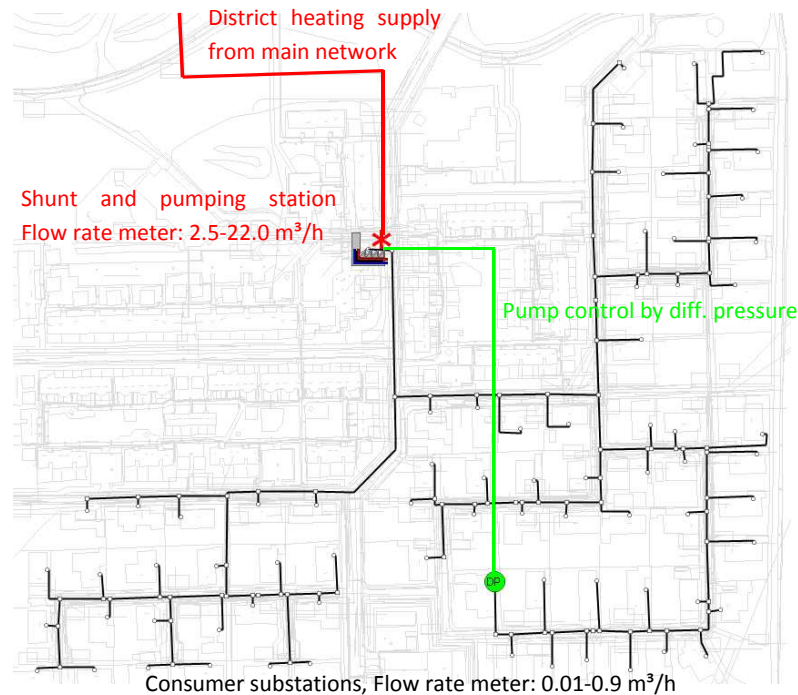 District heating supply
from main network
Shunt and pumping station
Flow rate meter: 2.5-22.0 m³/h
Pump control by diff. pressure
DP
Consumer substations, Flow rate meter: 0.01-0.9 m³/h